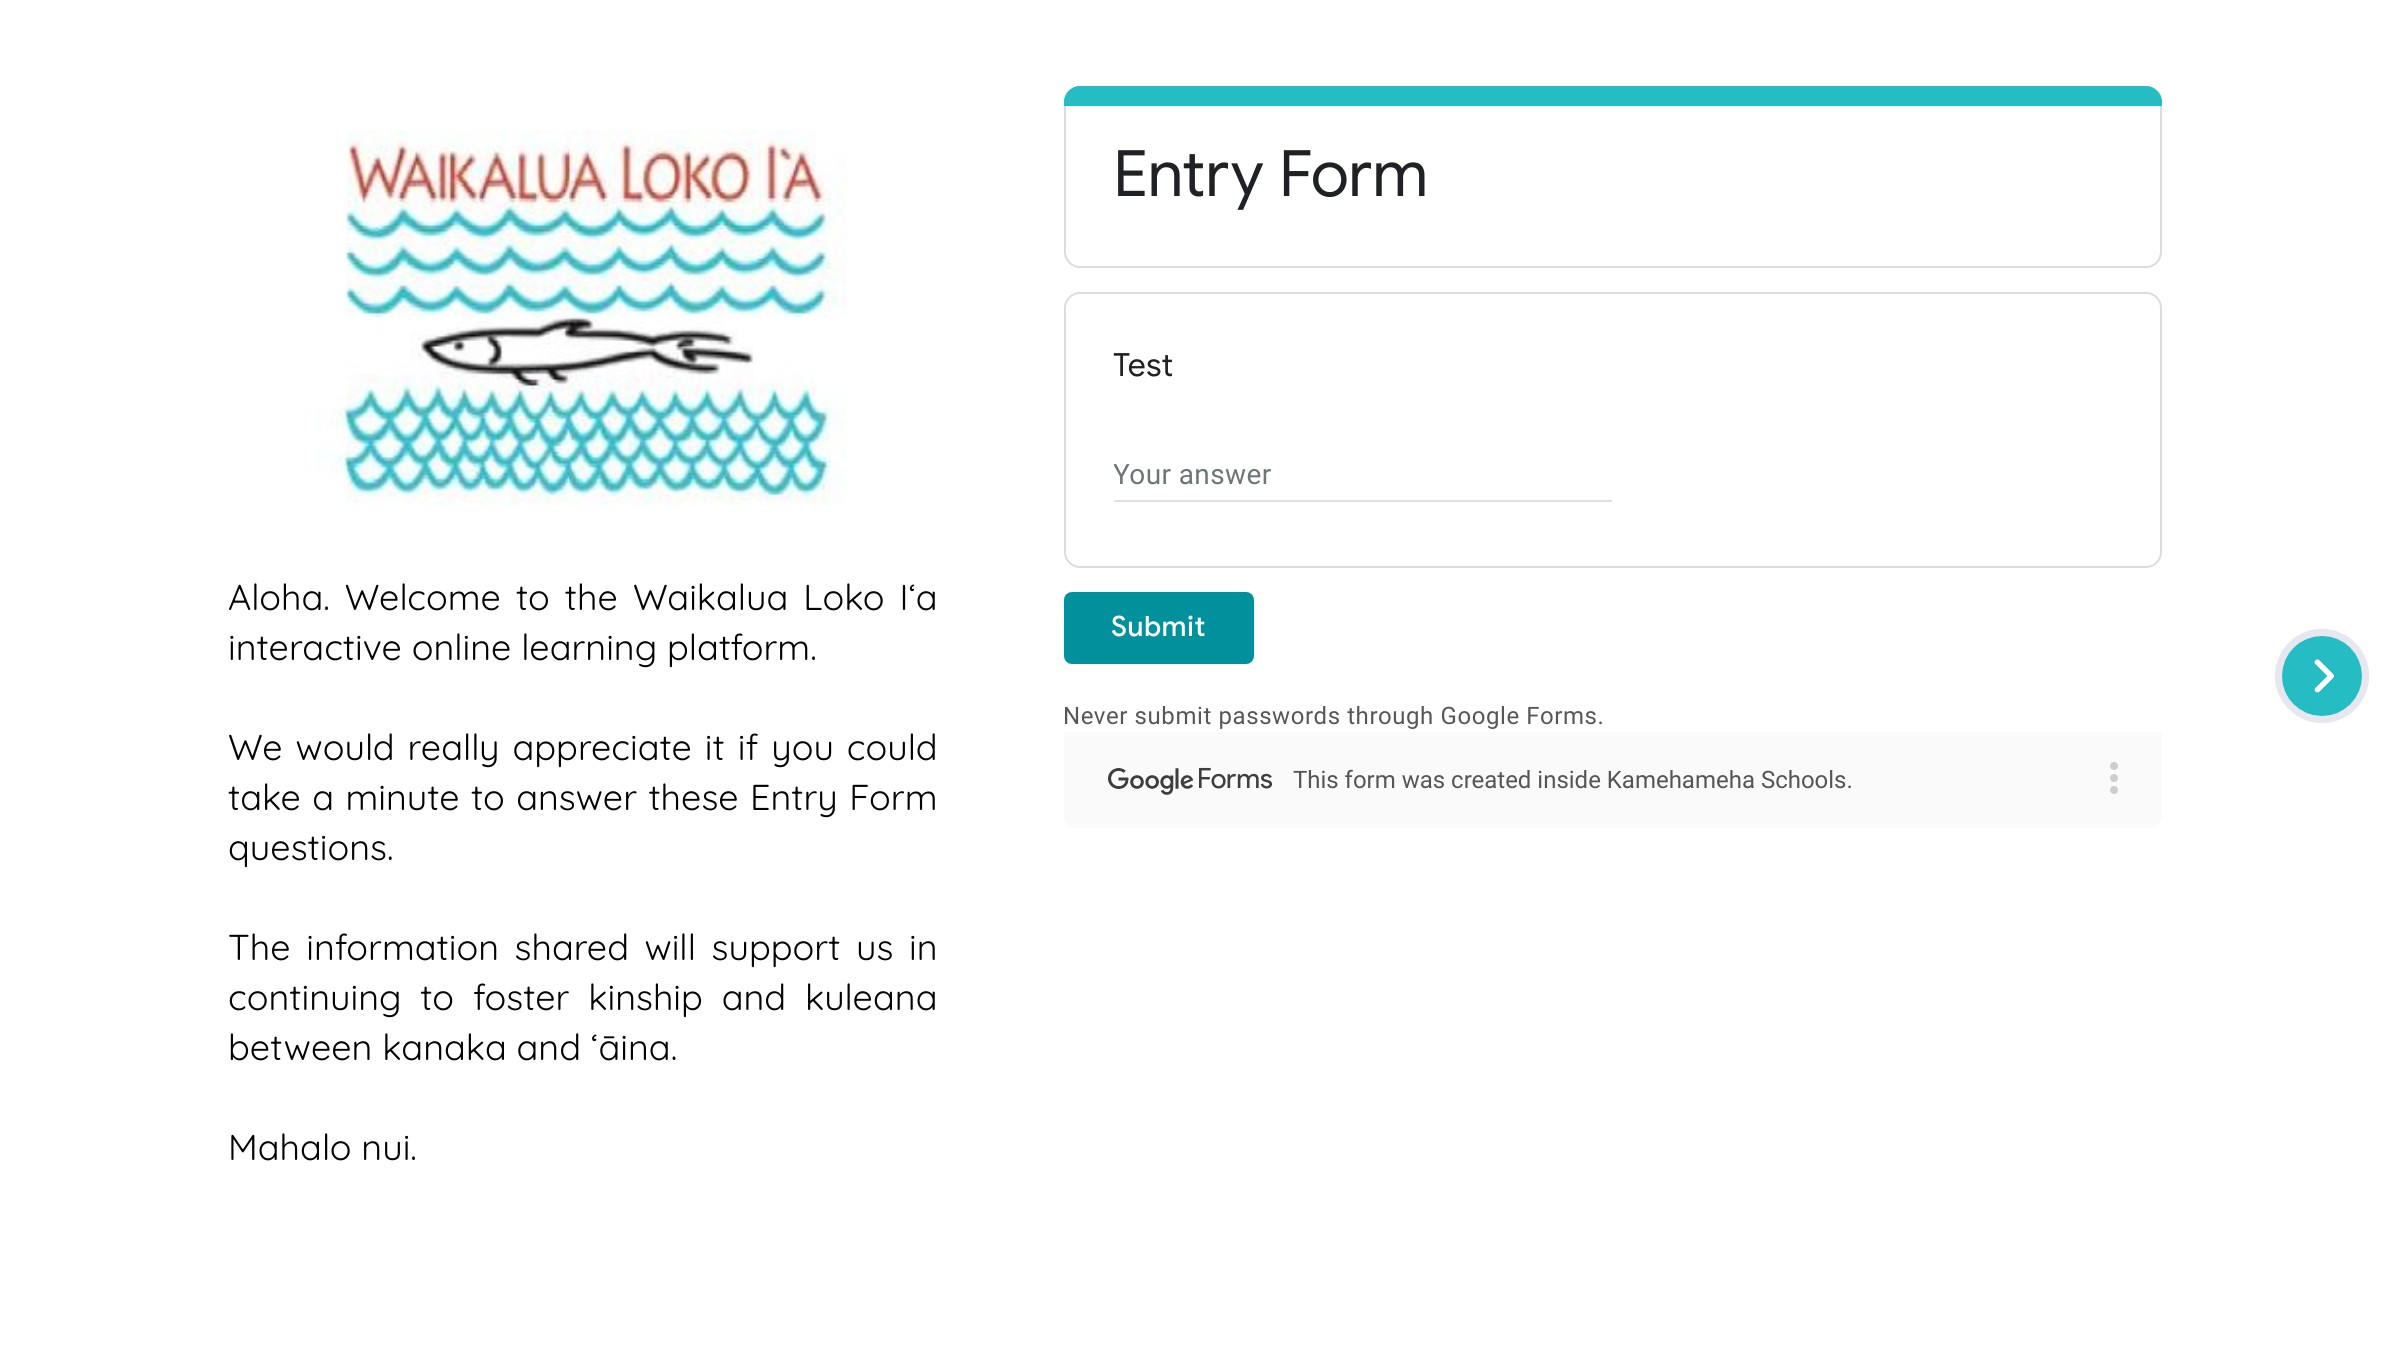 WAIKALUA LOKO I`A
Aloha. Welcome to the Waikalua Loko Iʻa
interactive online learning platform.
We would really appreciate it if you could
take a minute to answer these Entry Form
questions.
The information shared will support us in
continuing to foster kinship and kuleana
between kanaka and ʻāina.
Mahalo nui.
Entry Form
Test
Your answer
Submit
Never submit passwords through Google Forms.
Google Forms This form was created inside Kamehameha Schools.